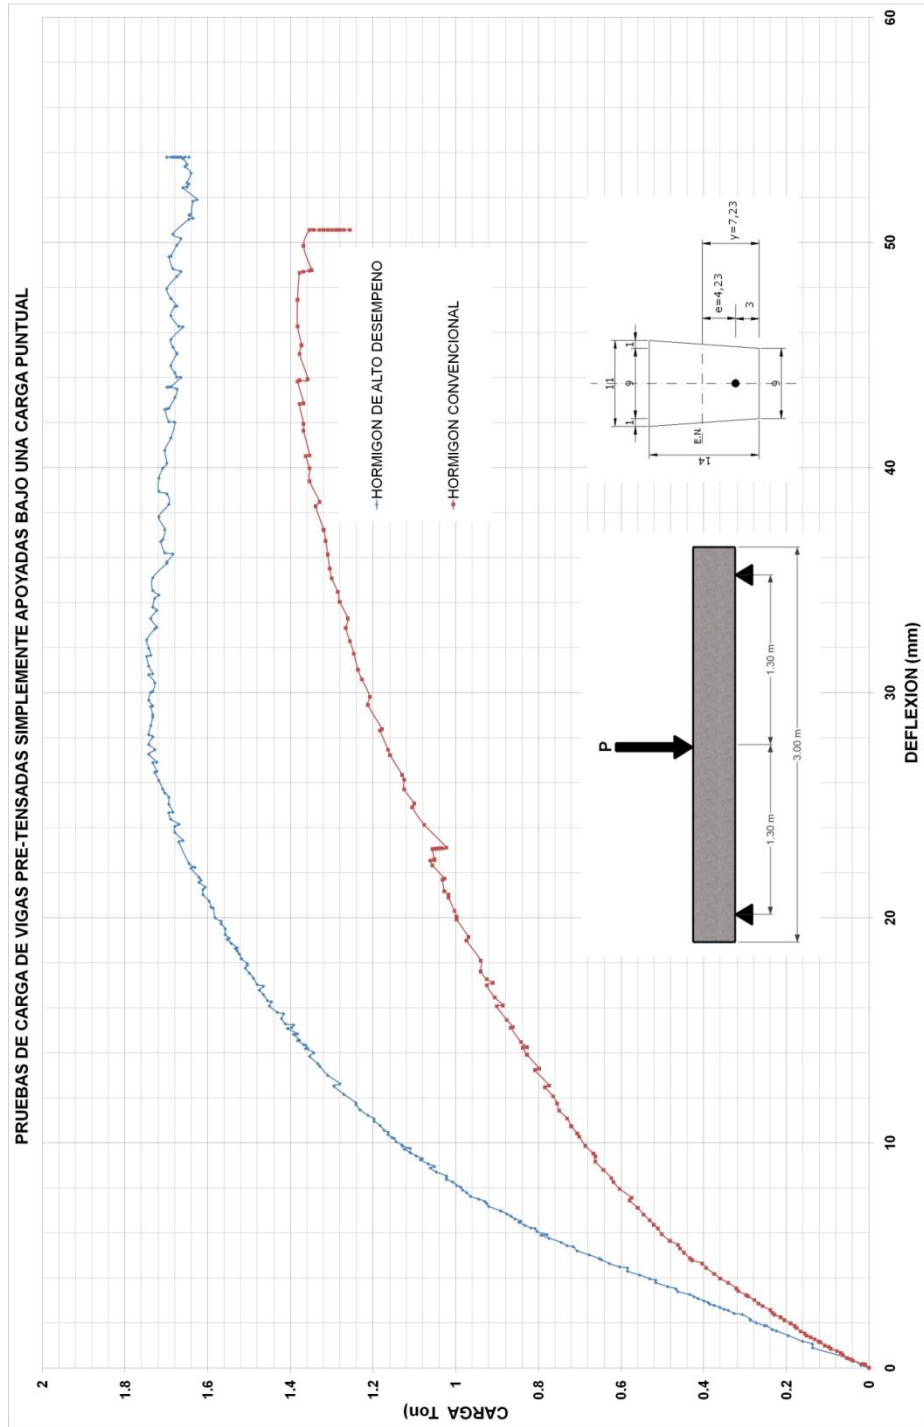 PRUEBAS DE CARGA DE VIGAS PRE-TENSADAS SIMPLEMENTE APOYADAS BAJO UNA CARGA PUNTUAL
CARGA Ton)
2
1.8
1.6
1.4
1.2
1
0.8
0.6
0.4
0.2
0
0
10
20
30
40
50
60
DEFLEXION (mm)
HORMIGON DE ALTO DESEMPENO
HORMIGON CONVENCIONAL
P
1.30 m
1.30 m
3.00 m
11
1
9
1
14
E.N.
e=4,23
y=7,23
3
9